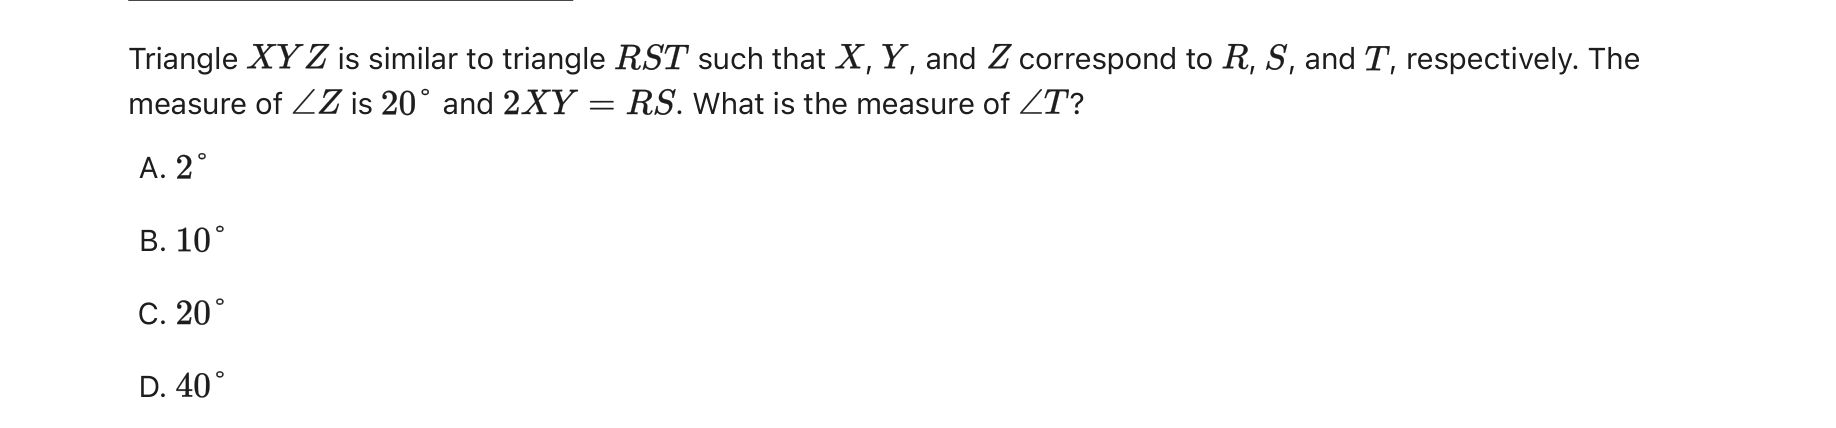 Triangle XYZ is similar to triangle RST such that X, Y, and Z correspond to R, S, and T, respectively. The
measure of ∠Z is 20° and 2XY = RS. What is the measure of ∠T?
A. 2°
B. 10°
C. 20°
D. 40°